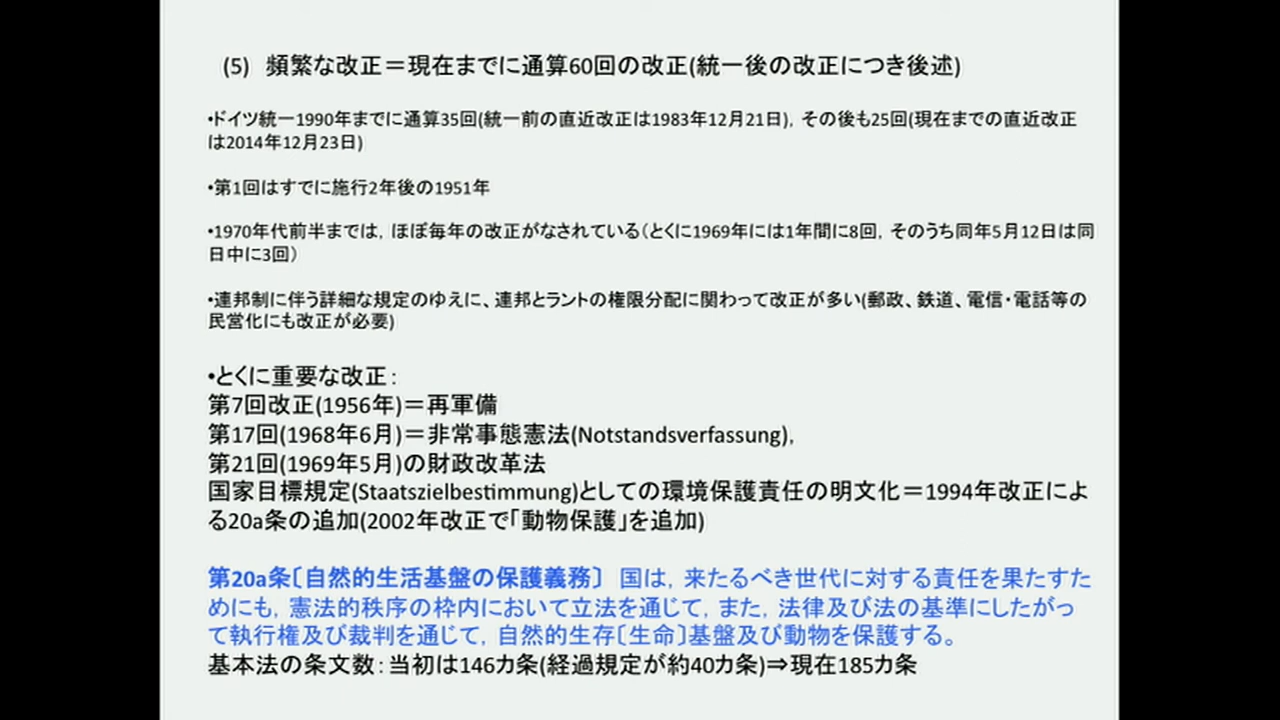 (5) 頻繁な改正＝現在までに通算60回の改正(統一後の改正につき後述)
•ドイツ統一1990年までに通算35回(統一前の直近改正は1983年12月21日)，その後も25回(現在までの直近改正
は2014年12月23日)
•第1回はすでに施行2年後の1951年
•1970年代前半までは，ほぼ毎年の改正がなされている（とくに1969年には1年間に8回，そのうち同年5月12日は同
日中に3回）
•連邦制に伴う詳細な規定のゆえに、連邦とラントの権限分配に関わって改正が多い(郵政、鉄道、電信・電話等の
民営化にも改正が必要)
•とくに重要な改正：
第7回改正(1956年)＝再軍備
第17回(1968年6月)＝非常事態憲法(Notstandsverfassung),
第21回(1969年5月)の財政改革法
国家目標規定(Staatszielbestimmung)としての環境保護責任の明文化＝1994年改正によ
る20a条の追加(2002年改正で「動物保護」を追加)
第20a条〔自然的生活基盤の保護義務〕 国は，来たるべき世代に対する責任を果たすた
めにも，憲法的秩序の枠内において立法を通じて，また，法律及び法の基準にしたがっ
て執行権及び裁判を通じて，自然的生存〔生命〕基盤及び動物を保護する。
基本法の条文数：当初は146カ条(経過規定が約40カ条)⇒現在185カ条